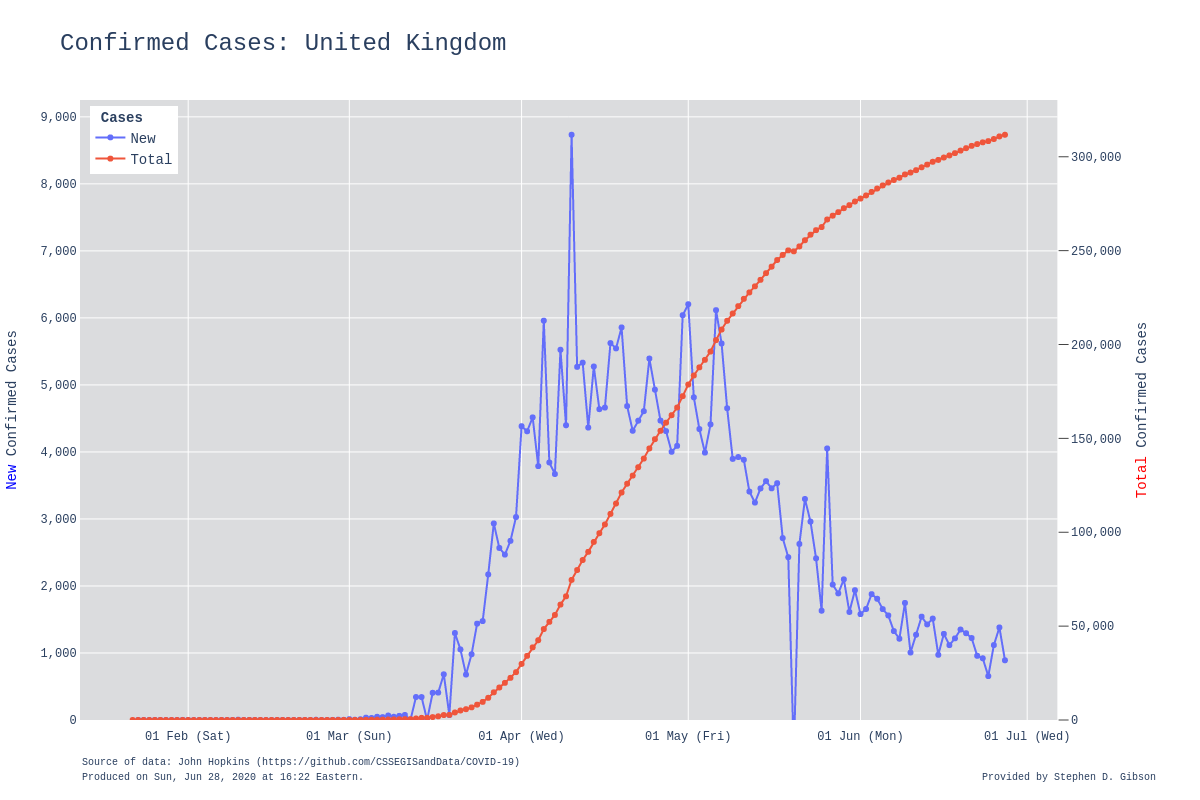 Confirmed Cases: United Kingdom
Cases
New
Total
9,000
8,000
7,000
6,000
5,000
4,000
3,000
2,000
1,000
0
New Confirmed Cases
300,000
250,000
200,000
150,000
100,000
50,000
0
Total Confirmed Cases
01 Feb (Sat)
01 Mar (Sun)
01 Apr (Wed)
01 May (Fri)
01 Jun (Mon)
01 Jul (Wed)
Source of data: John Hopkins (https://github.com/CSSEGISandData/COVID-19)
Produced on Sun, Jun 28, 2020 at 16:22 Eastern.
Provided by Stephen D. Gibson